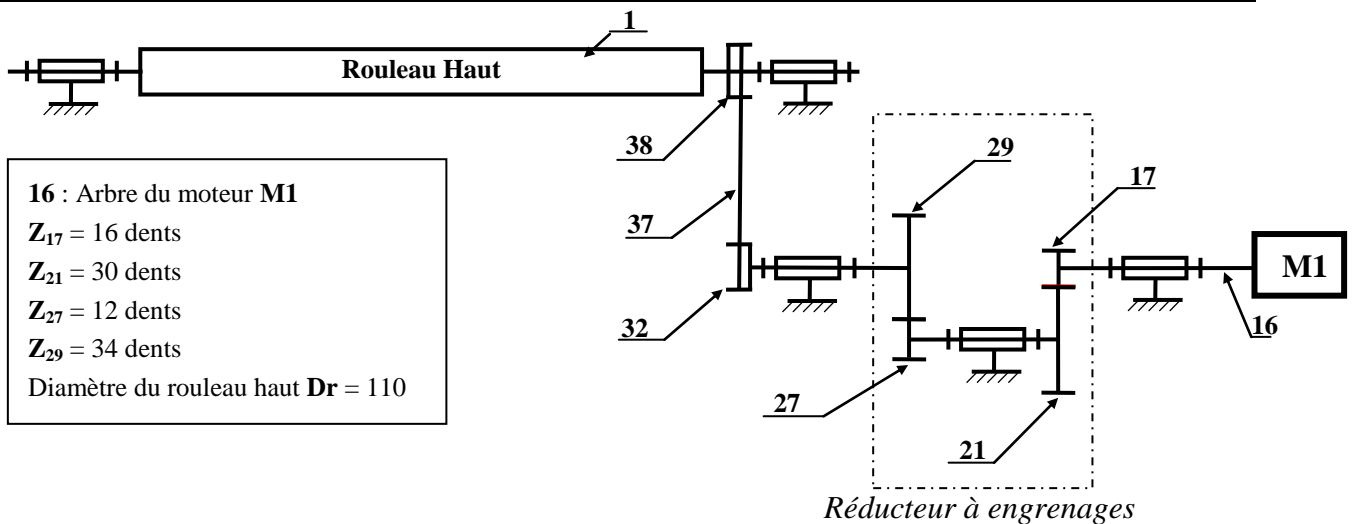 1
Rouleau Haut
38
29
17
37
M1
16
32
27
21
16 : Arbre du moteur M1
Z17 = 16 dents
Z21 = 30 dents
Z27 = 12 dents
Z29 = 34 dents
Diamètre du rouleau haut Dr = 110
Réducteur à engrenages